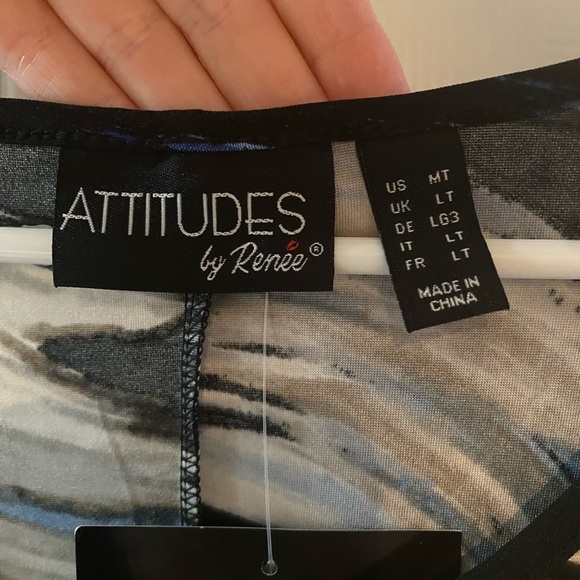 ATTITUDES
by Renée®
US MT
UK LT
DE LG3
IT LT
FR LT
MADE IN
CHINA